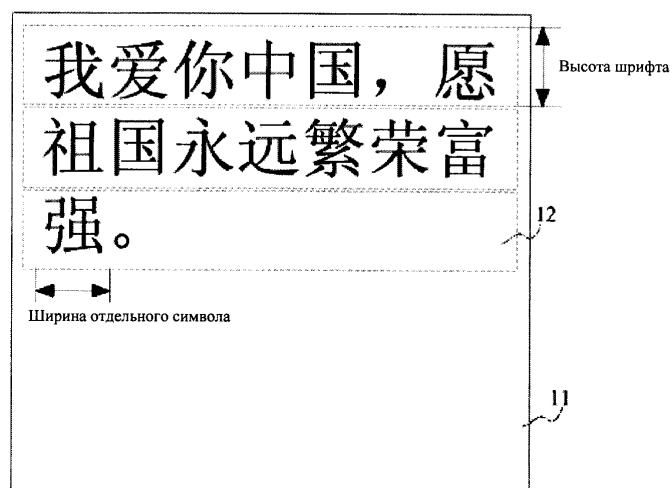 我爱你中国，愿
Высота шрифта
祖国永远繁荣富
强。
12
Ширина отдельного символа
11